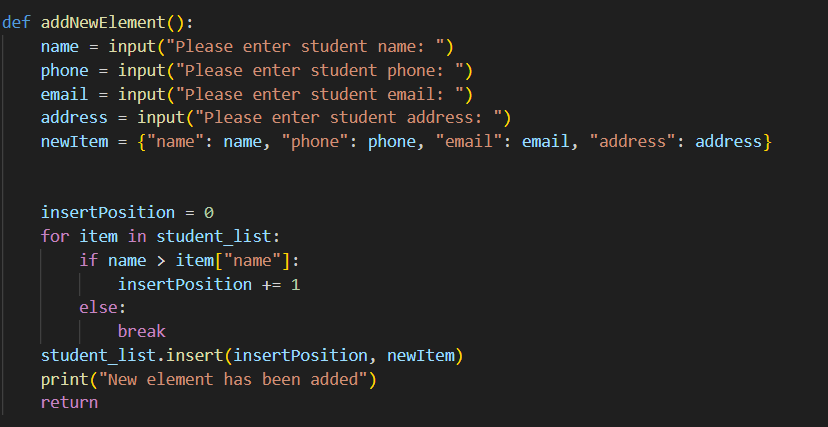 def addNewElement():
    name = input("Please enter student name: ")
    phone = input("Please enter student phone: ")
    email = input("Please enter student email: ")
    address = input("Please enter student address: ")
    newItem = {"name": name, "phone": phone, "email": email, "address": address}
    insertPosition = 0
    for item in student_list:
        if name > item["name"]:
            insertPosition += 1
        else:
            break
    student_list.insert(insertPosition, newItem)
    print("New element has been added")
    return